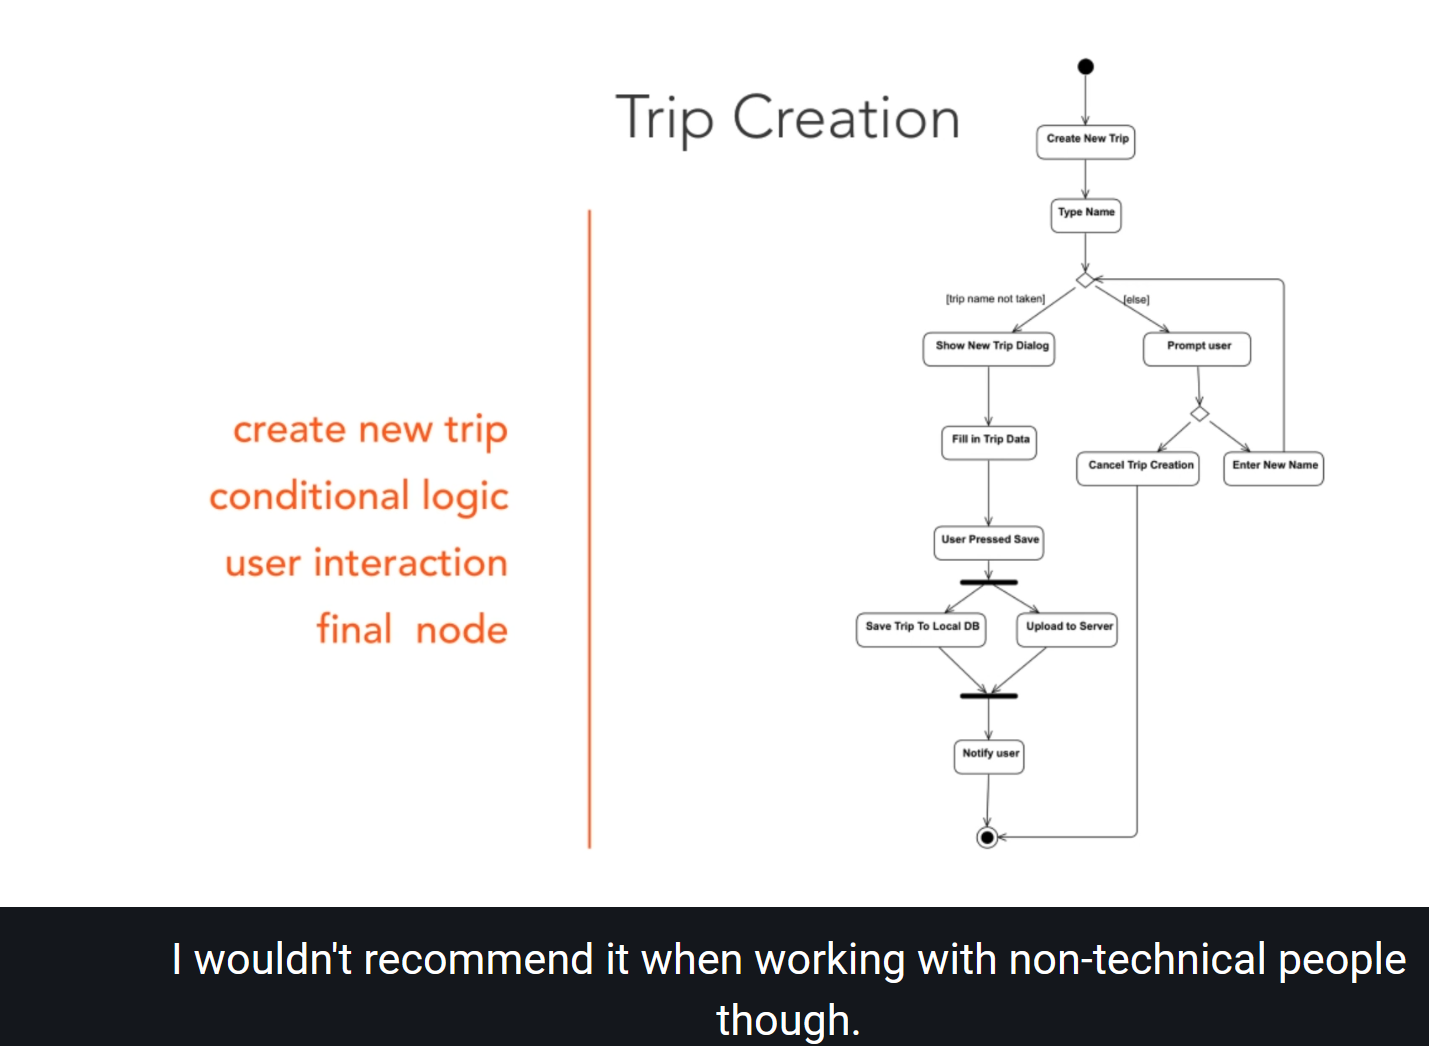 Trip Creation
create new trip
conditional logic
user interaction
final node
Create New Trip
Type Name
[trip name not taken]
[else]
Show New Trip Dialog
Prompt user
Fill in Trip Data
Cancel Trip Creation
Enter New Name
User Pressed Save
Save Trip To Local DB
Upload to Server
Notify user
I wouldn't recommend it when working with non-technical people
though.